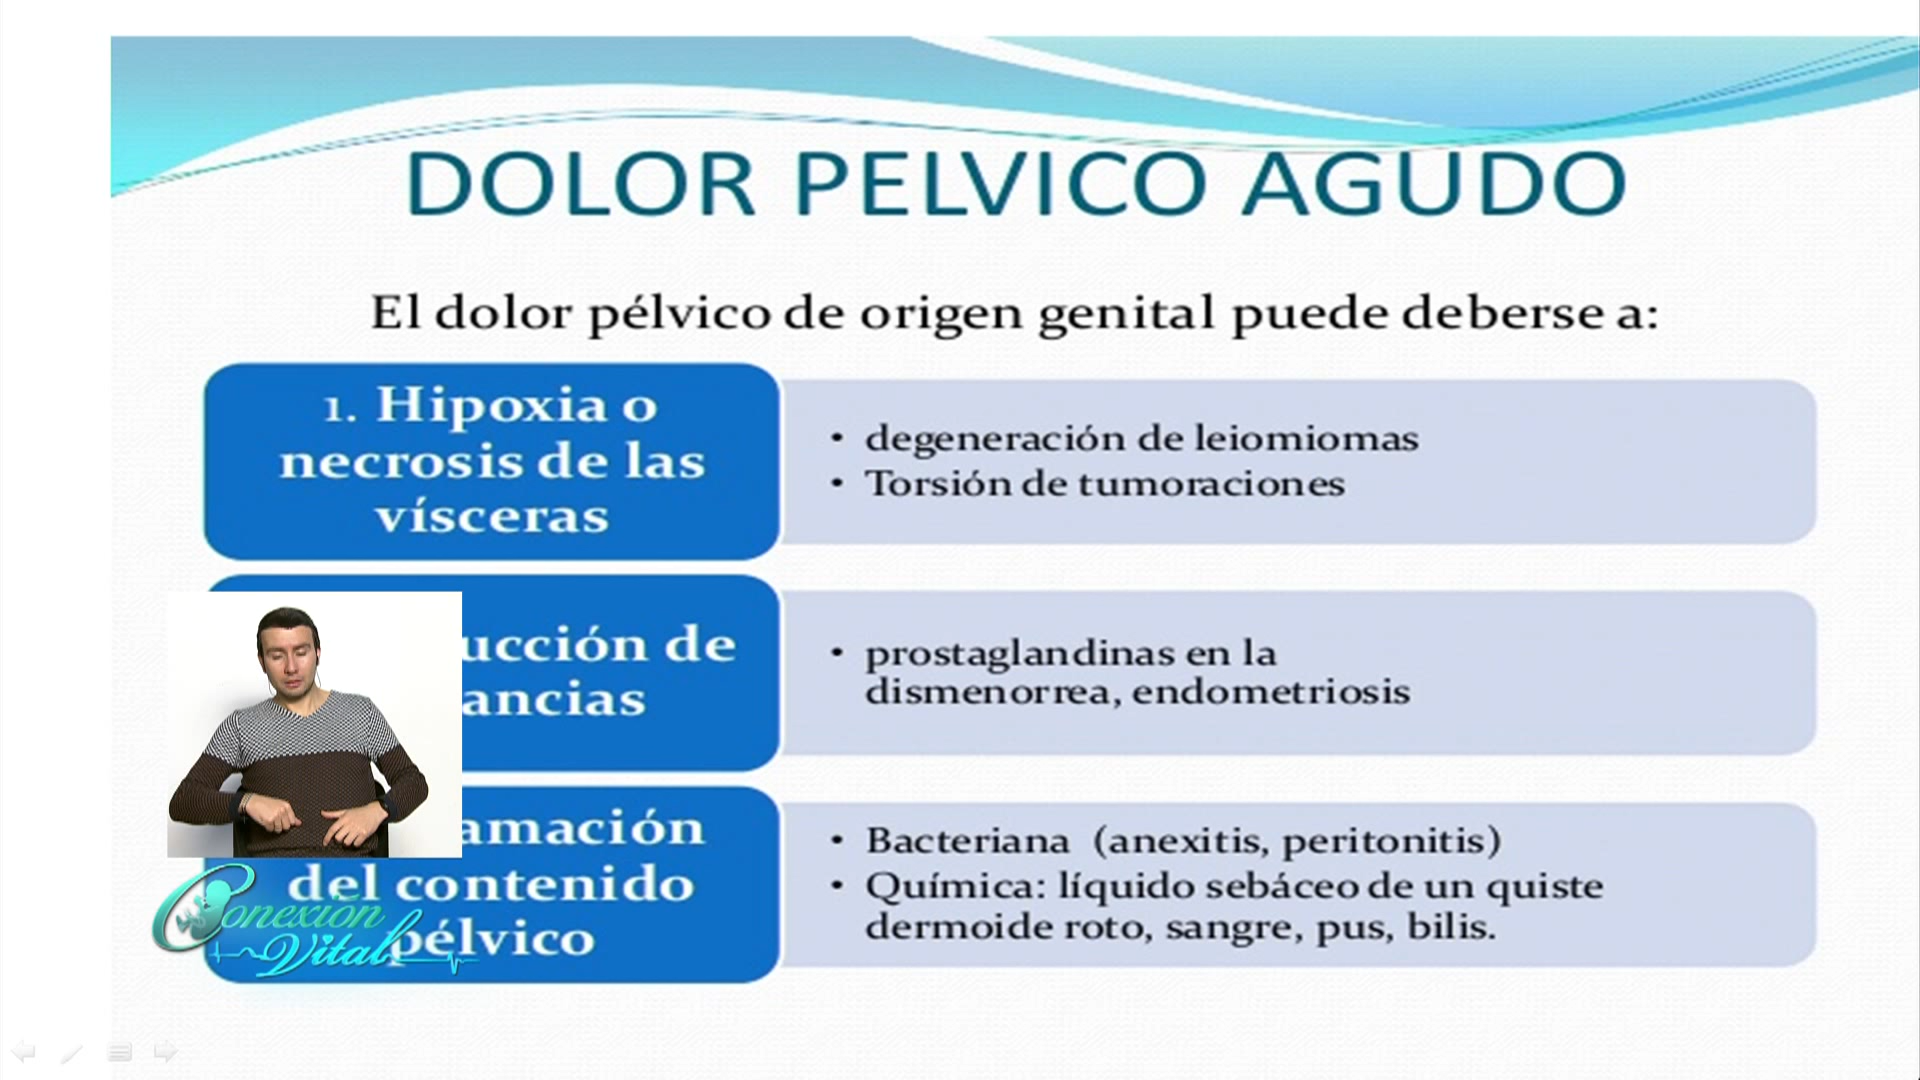 DOLOR PELVICO AGUDO
El dolor pélvico de origen genital puede deberse a:
1. Hipoxia o
necrosis de las
vísceras
• degeneración de leiomiomas
• Torsión de tumoraciones
ucción de
ancias
• prostaglandinas en la
dismenorrea, endometriosis
amación
del contenido
pélvico
• Bacteriana (anexitis, peritonitis)
• Química: líquido sebáceo de un quiste
dermoide roto, sangre, pus, bilis.
Conexión
Vital